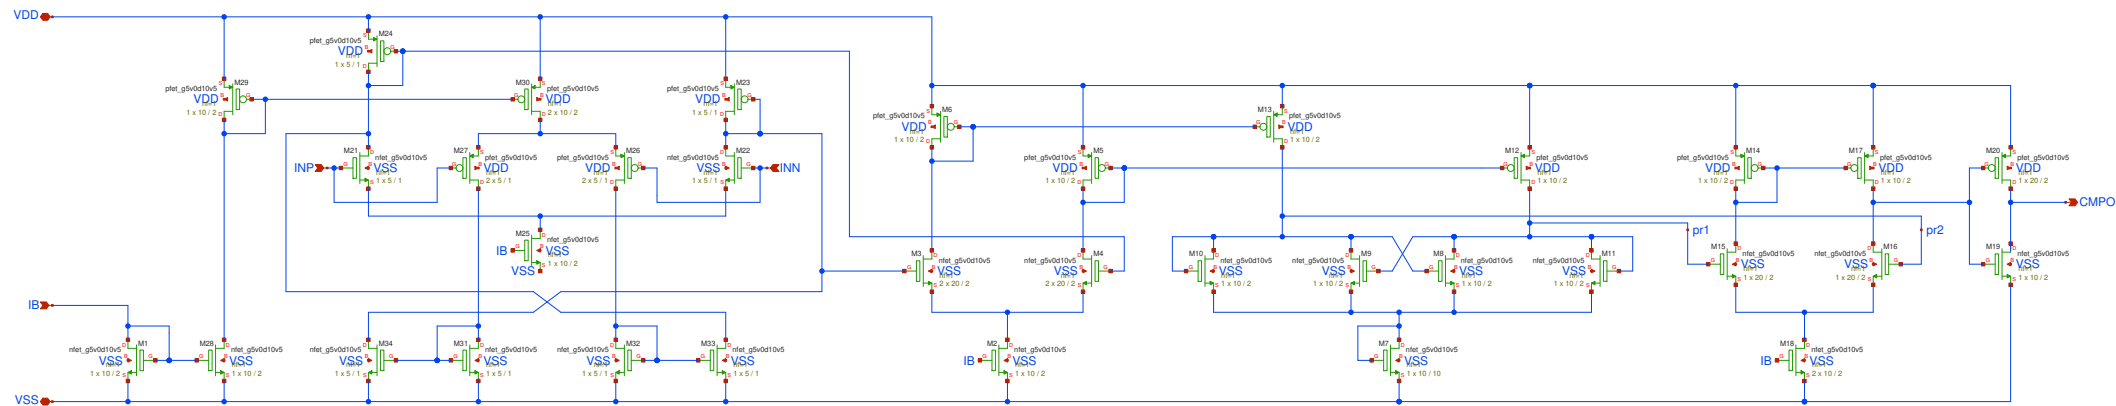 VDD
M24
pfet_g5v0d10v5
VDD
1 x 5 / 1
M29
pfet_g5v0d10v5
VDD
1 x 10 / 2
M30
pfet_g5v0d10v5
VDD
2 x 10 / 2
M23
pfet_g5v0d10v5
VDD
1 x 5 / 1
M6
pfet_g5v0d10v5
VDD
1 x 10 / 2
M13
pfet_g5v0d10v5
VDD
1 x 10 / 2
INP
M21
nfet_g5v0d10v5
VSS
1 x 5 / 1
M27
pfet_g5v0d10v5
VDD
2 x 5 / 1
M26
pfet_g5v0d10v5
VDD
2 x 5 / 1
M22
nfet_g5v0d10v5
VSS
1 x 5 / 1
INN
M5
pfet_g5v0d10v5
VDD
1 x 10 / 2
M12
pfet_g5v0d10v5
VDD
1 x 10 / 2
M14
pfet_g5v0d10v5
VDD
1 x 10 / 2
M17
pfet_g5v0d10v5
VDD
1 x 10 / 2
M20
pfet_g5v0d10v5
VDD
1 x 20 / 2
CMPO
M25
nfet_g5v0d10v5
IB
VSS
1 x 10 / 2
VSS
M3
nfet_g5v0d10v5
VSS
2 x 20 / 2
M4
nfet_g5v0d10v5
VSS
2 x 20 / 2
M10
nfet_g5v0d10v5
VSS
1 x 10 / 2
M9
nfet_g5v0d10v5
VSS
1 x 10 / 2
M8
nfet_g5v0d10v5
VSS
1 x 10 / 2
M11
nfet_g5v0d10v5
VSS
1 x 10 / 2
pr1
M15
nfet_g5v0d10v5
VSS
1 x 20 / 2
pr2
M16
nfet_g5v0d10v5
VSS
1 x 20 / 2
M19
nfet_g5v0d10v5
VSS
1 x 10 / 2
IB
M1
nfet_g5v0d10v5
VSS
1 x 10 / 2
M28
nfet_g5v0d10v5
VSS
1 x 10 / 2
M34
nfet_g5v0d10v5
VSS
1 x 5 / 1
M31
nfet_g5v0d10v5
VSS
1 x 5 / 1
M32
nfet_g5v0d10v5
VSS
1 x 5 / 1
M33
nfet_g5v0d10v5
VSS
1 x 5 / 1
M2
nfet_g5v0d10v5
IB
VSS
1 x 10 / 2
M7
nfet_g5v0d10v5
VSS
1 x 10 / 10
M18
nfet_g5v0d10v5
IB
VSS
2 x 10 / 2
VSS